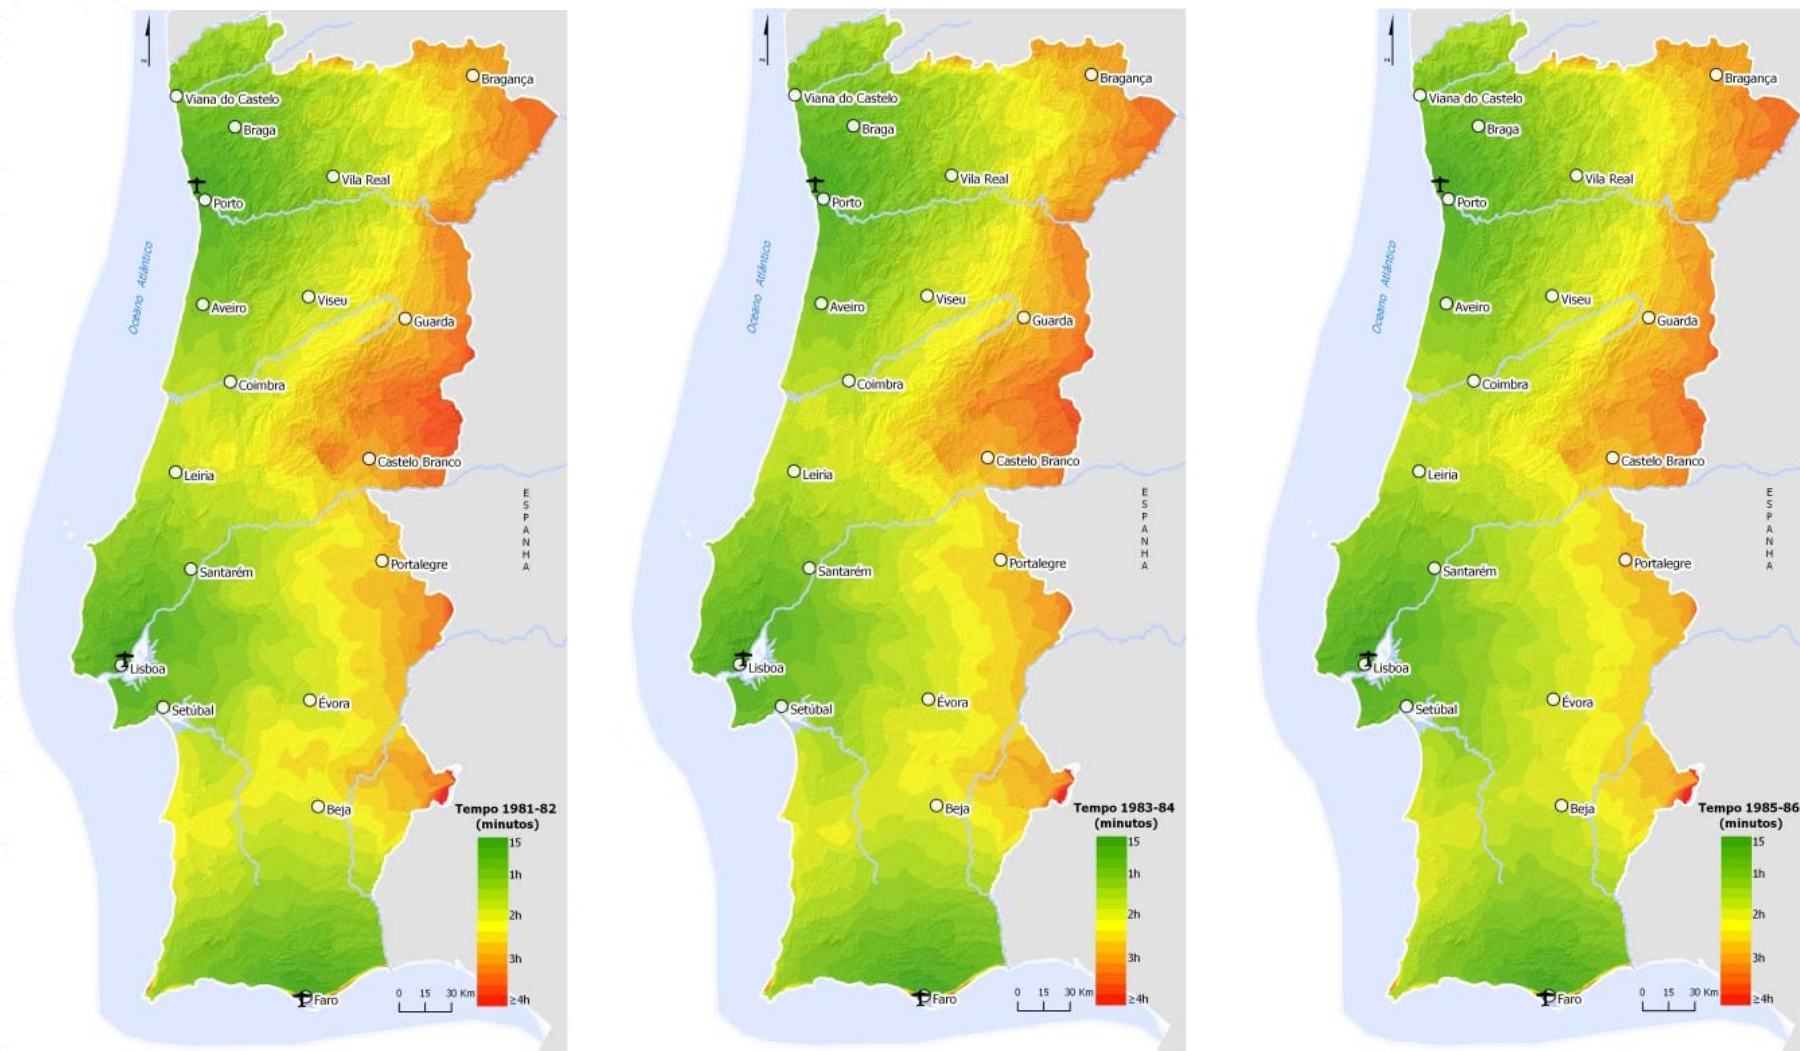 N
Bragança
Viana do Castelo
Braga
Vila Real
Porto
Oceano Atlântico
Aveiro
Viseu
Guarda
Coimbra
Castelo Branco
Leiria
ESPANHA
Portalegre
Santarém
Lisboa
Setúbal
Évora
Beja
Tempo 1981-82
(minutos)
15
1h
2h
3h
≥4h
0 15 30 Km
Faro
N
Bragança
Viana do Castelo
Braga
Vila Real
Porto
Oceano Atlântico
Aveiro
Viseu
Guarda
Coimbra
Castelo Branco
Leiria
ESPANHA
Portalegre
Santarém
Lisboa
Setúbal
Évora
Beja
Tempo 1983-84
(minutos)
15
1h
2h
3h
≥4h
0 15 30 Km
Faro
N
Bragança
Viana do Castelo
Braga
Vila Real
Porto
Oceano Atlântico
Aveiro
Viseu
Guarda
Coimbra
Castelo Branco
Leiria
ESPANHA
Portalegre
Santarém
Lisboa
Setúbal
Évora
Beja
Tempo 1985-86
(minutos)
15
1h
2h
3h
≥4h
0 15 30 Km
Faro